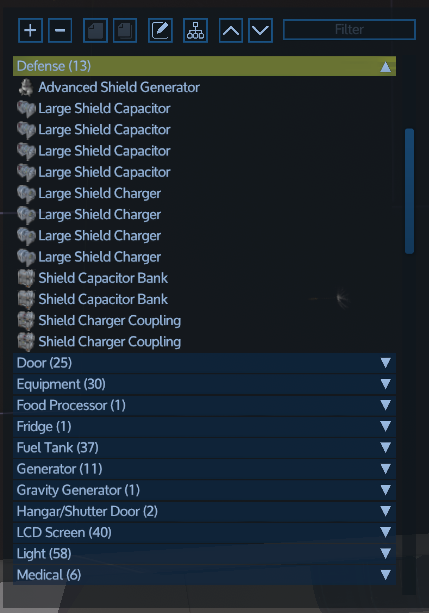 Filter
Defense (13)
Advanced Shield Generator
Large Shield Capacitor
Large Shield Capacitor
Large Shield Capacitor
Large Shield Capacitor
Large Shield Charger
Large Shield Charger
Large Shield Charger
Large Shield Charger
Shield Capacitor Bank
Shield Capacitor Bank
Shield Charger Coupling
Shield Charger Coupling
Door (25)
Equipment (30)
Food Processor (1)
Fridge (1)
Fuel Tank (37)
Generator (11)
Gravity Generator (1)
Hangar/Shutter Door (2)
LCD Screen (40)
Light (58)
Medical (6)